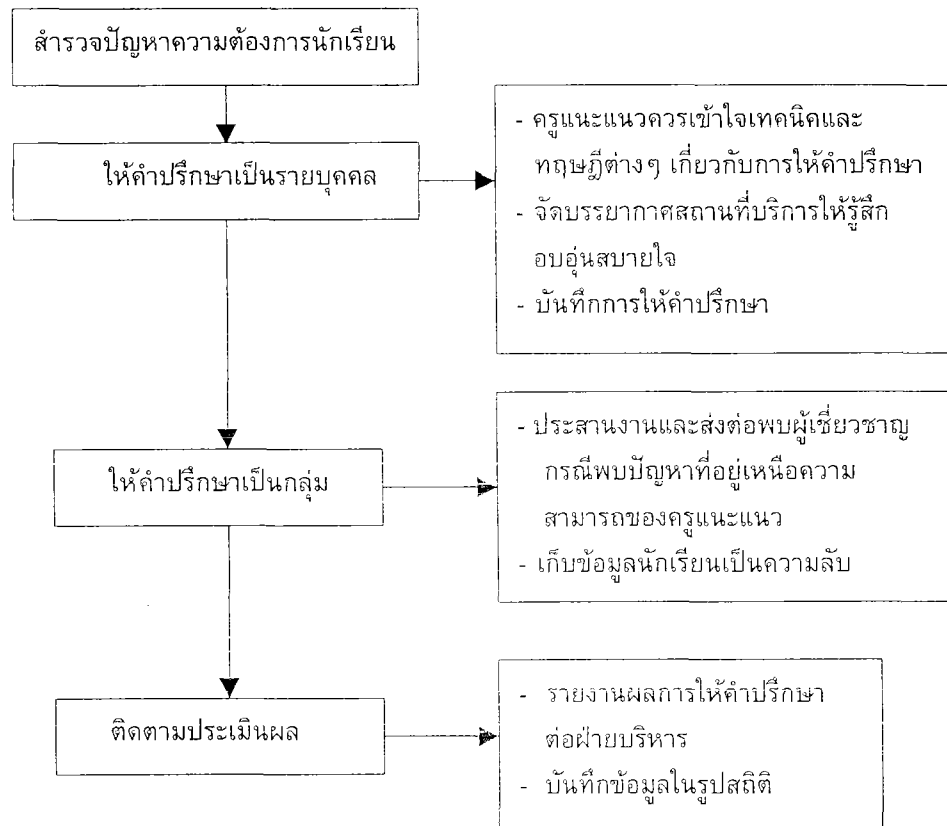 สำรวจปัญหาความต้องการนักเรียน
ให้คำปรึกษาเป็นรายบุคคล
- ครูแนะแนวควรเข้าใจเทคนิคและ
ทฤษฎีต่างๆ เกี่ยวกับการให้คำปรึกษา
- จัดบรรยากาศสถานที่บริการให้รู้สึก
อบอุ่นสบายใจ
- บันทึกการให้คำปรึกษา
ให้คำปรึกษาเป็นกลุ่ม
- ประสานงานและส่งต่อพบผู้เชี่ยวชาญ
กรณีพบปัญหาที่อยู่เหนือความ
สามารถของครูแนะแนว
- เก็บข้อมูลนักเรียนเป็นความลับ
ติดตามประเมินผล
- รายงานผลการให้คำปรึกษา
ต่อฝ่ายบริหาร
- บันทึกข้อมูลในรูปสถิติ